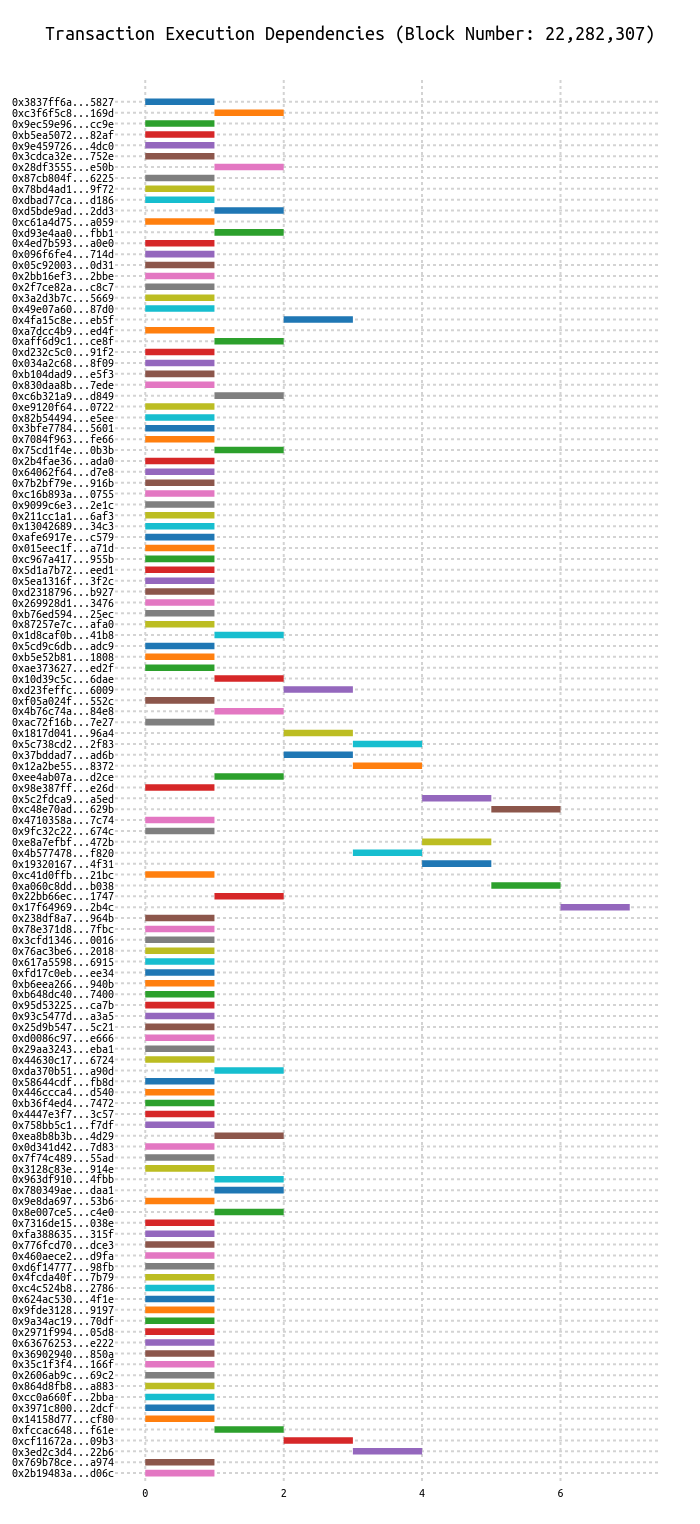 Transaction Execution Dependencies (Block Number: 22,282,307)
0x3837ff6a...5827
0xc3f6f5c8...169d
0x9ec59e96...cc9e
0xb5ea5072...82af
0x9e459726...4dc0
0x3cdca32e...752e
0x28df3555...e50b
0x87cb804f...6225
0x78bd4ad1...9f72
0xdbad77ca...d186
0xd5bde9ad...2dd3
0xc61a4d75...a059
0xd93e4aa0...fbb1
0x4ed7b593...a0e0
0x096f6fe4...714d
0x05c92003...0d31
0x2bb16ef3...2bbe
0x2f7ce82a...c8c7
0x3a2d3b7c...5669
0x49e07a60...87d0
0x4fa15c8e...eb5f
0xa7dcc4b9...ed4f
0xaff6d9c1...ce8f
0xd232c5c0...91f2
0x034a2c68...8f09
0xb104dad9...e5f3
0x830daa8b...7ede
0xc6b321a9...d849
0xe9120f64...0722
0x82b54494...e5ee
0x3bfe7784...5601
0x7084f963...fe66
0x75cd1f4e...0b3b
0x2b4fae36...ada0
0x64062f64...d7e8
0x7b2bf79e...916b
0xc16b893a...0755
0x9099c6e3...2e1c
0x211cc1a1...6af3
0x13042689...34c3
0xafe6917e...c579
0x015eec1f...a71d
0xc967a417...955b
0x5d1a7b72...eed1
0x5ea1316f...3f2c
0xd2318796...b927
0x269928d1...3476
0xb76ed594...25ec
0x87257e7c...afa0
0x1d8caf0b...41b8
0x5cd9c6db...adc9
0xb5e52b81...1808
0xae373627...ed2f
0x10d39c5c...6dae
0xd23feffc...6009
0xf05a024f...552c
0x4b76c74a...84e8
0xac72f16b...7e27
0x1817d041...96a4
0x5c738cd2...2f83
0x37bddad7...ad6b
0x12a2be55...8372
0xee4ab07a...d2ce
0x98e387ff...e26d
0x5c2fdca9...a5ed
0xc48e70ad...629b
0x4710358a...7c74
0x9fc32c22...674c
0xe8a7efbf...472b
0x4b577478...f820
0x19320167...4f31
0xc41d0ffb...21bc
0xa060c8dd...b038
0x22bb66ec...1747
0x17f64969...2b4c
0x238df8a7...964b
0x78e371d8...7fbc
0x3cfd1346...0016
0x76ac3be6...2018
0x617a5598...6915
0xfd17c0eb...ee34
0xb6eea266...940b
0xb648dc40...7400
0x95d53225...ca7b
0x93c5477d...a3a5
0x25d9b547...5c21
0xd0086c97...e666
0x29aa3243...eba1
0x44630c17...6724
0xda370b51...a90d
0x58644cdf...fb8d
0x446ccca4...d540
0xb36f4ed4...7472
0x4447e3f7...3c57
0x758bb5c1...f7df
0xea8b8b3b...4d29
0x0d341d42...7d83
0x7f74c489...55ad
0x3128c83e...914e
0x963df910...4fbb
0x780349ae...daa1
0x9e8da697...53b6
0x8e007ce5...c4e0
0x7316de15...038e
0xfa388635...315f
0x776fcd70...dce3
0x460aece2...d9fa
0xd6f14777...98fb
0x4fcda40f...7b79
0xc4c524b8...2786
0x624ac530...4f1e
0x9fde3128...9197
0x9a34ac19...70df
0x2971f994...05d8
0x63676253...e222
0x36902940...850a
0x35c1f3f4...166f
0x2606ab9c...69c2
0x864d8fb8...a883
0xcc0a660f...2bba
0x3971c800...2dcf
0x14158d77...cf80
0xfccac648...f61e
0xcf11672a...09b3
0x3ed2c3d4...22b6
0x769b78ce...a974
0x2b19483a...d06c
0 2 4 6